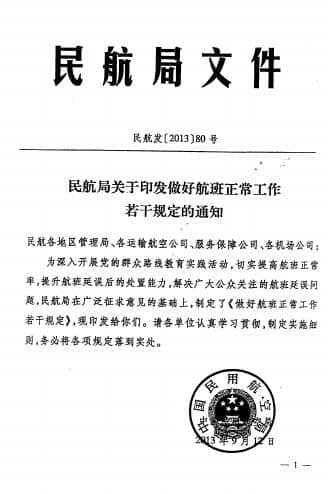 民航局文件
民航发〔2013〕80 号
民航局关于印发做好航班正常工作
若干规定的通知
民航各地区管理局、各运输航空公司、服务保障公司、各机场公司：
为深入开展党的群众路线教育实践活动，切实提高航班正常
率，提升航班延误后的处置能力，解决广大公众关注的航班延误问
题，民航局在广泛征求意见的基础上，制定了《做好航班正常工作
若干规定》，现印发给你们。请各单位认真学习贯彻，制定实施细
则，务必将各项规定落到实处。
中国民用航空局
2013 年 9 月 12 日
— 1 —